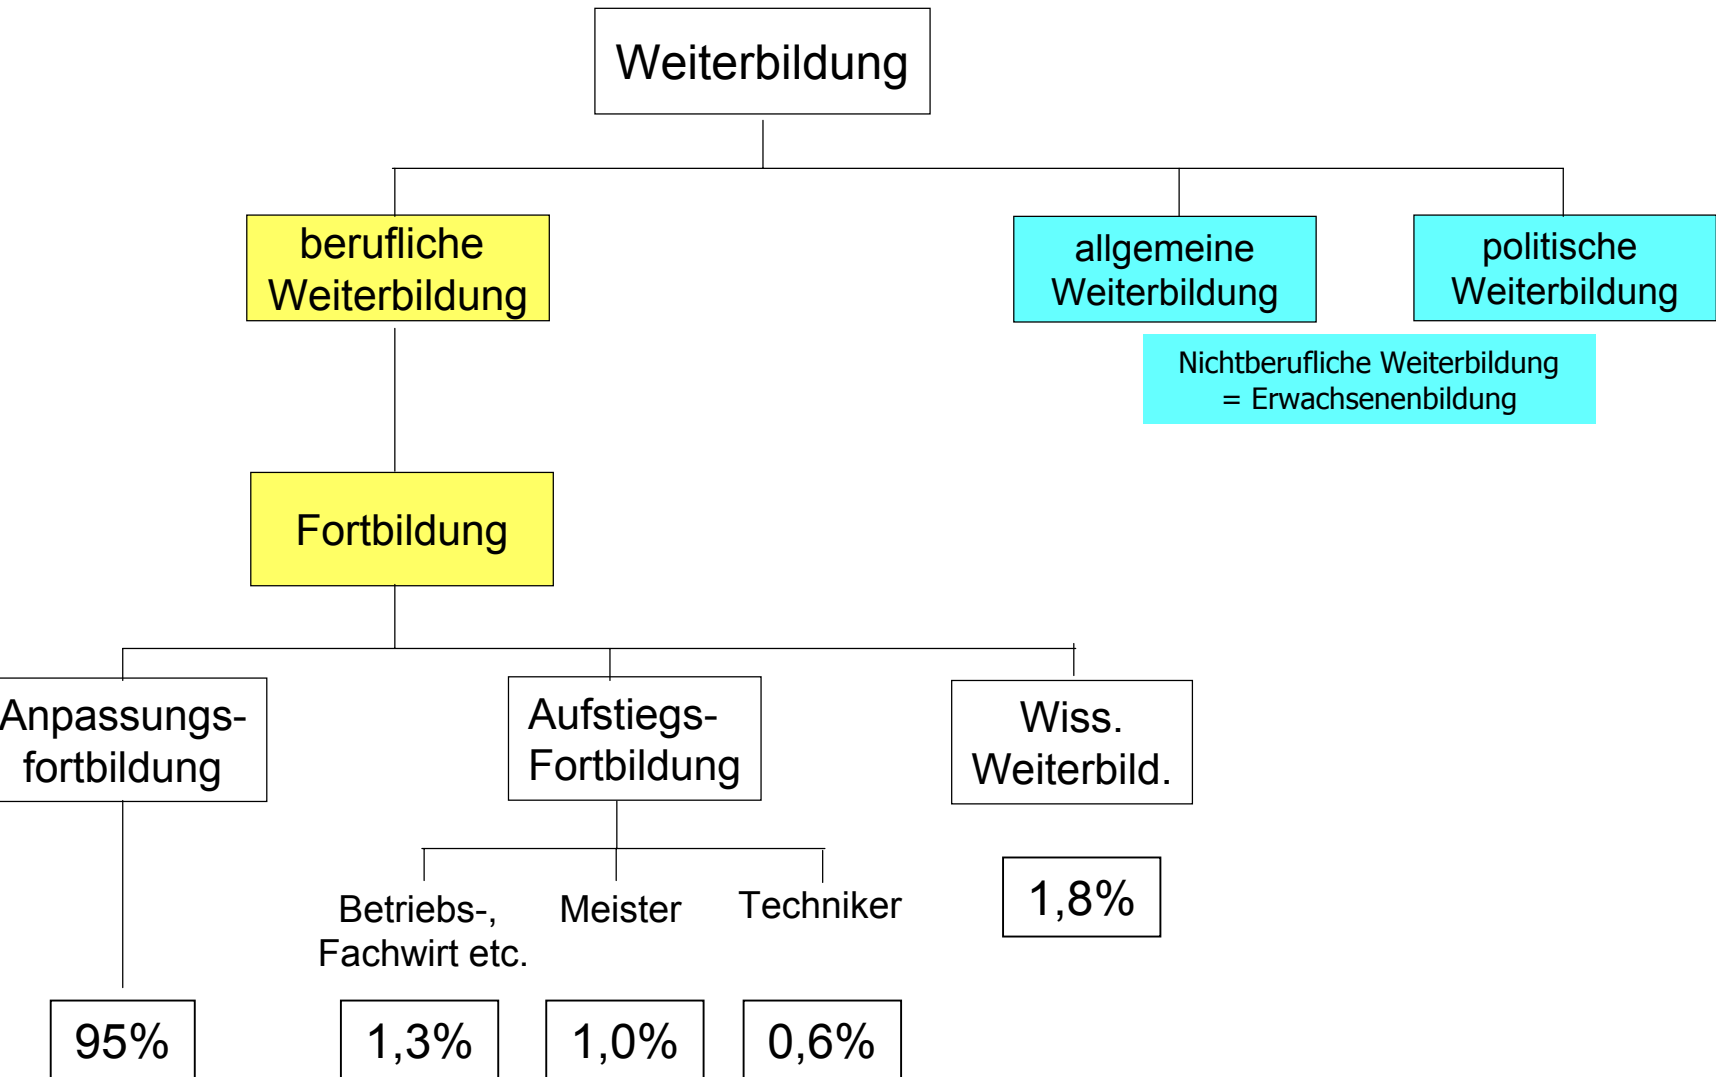 Weiterbildung
berufliche
Weiterbildung
allgemeine
Weiterbildung
politische
Weiterbildung
Nichtberufliche Weiterbildung
= Erwachsenenbildung
Fortbildung
Anpassungs-
fortbildung
Aufstiegs-
Fortbildung
Wiss.
Weiterbild.
Betriebs-,
Fachwirt etc.
Meister
Techniker
1,8%
95%
1,3%
1,0%
0,6%